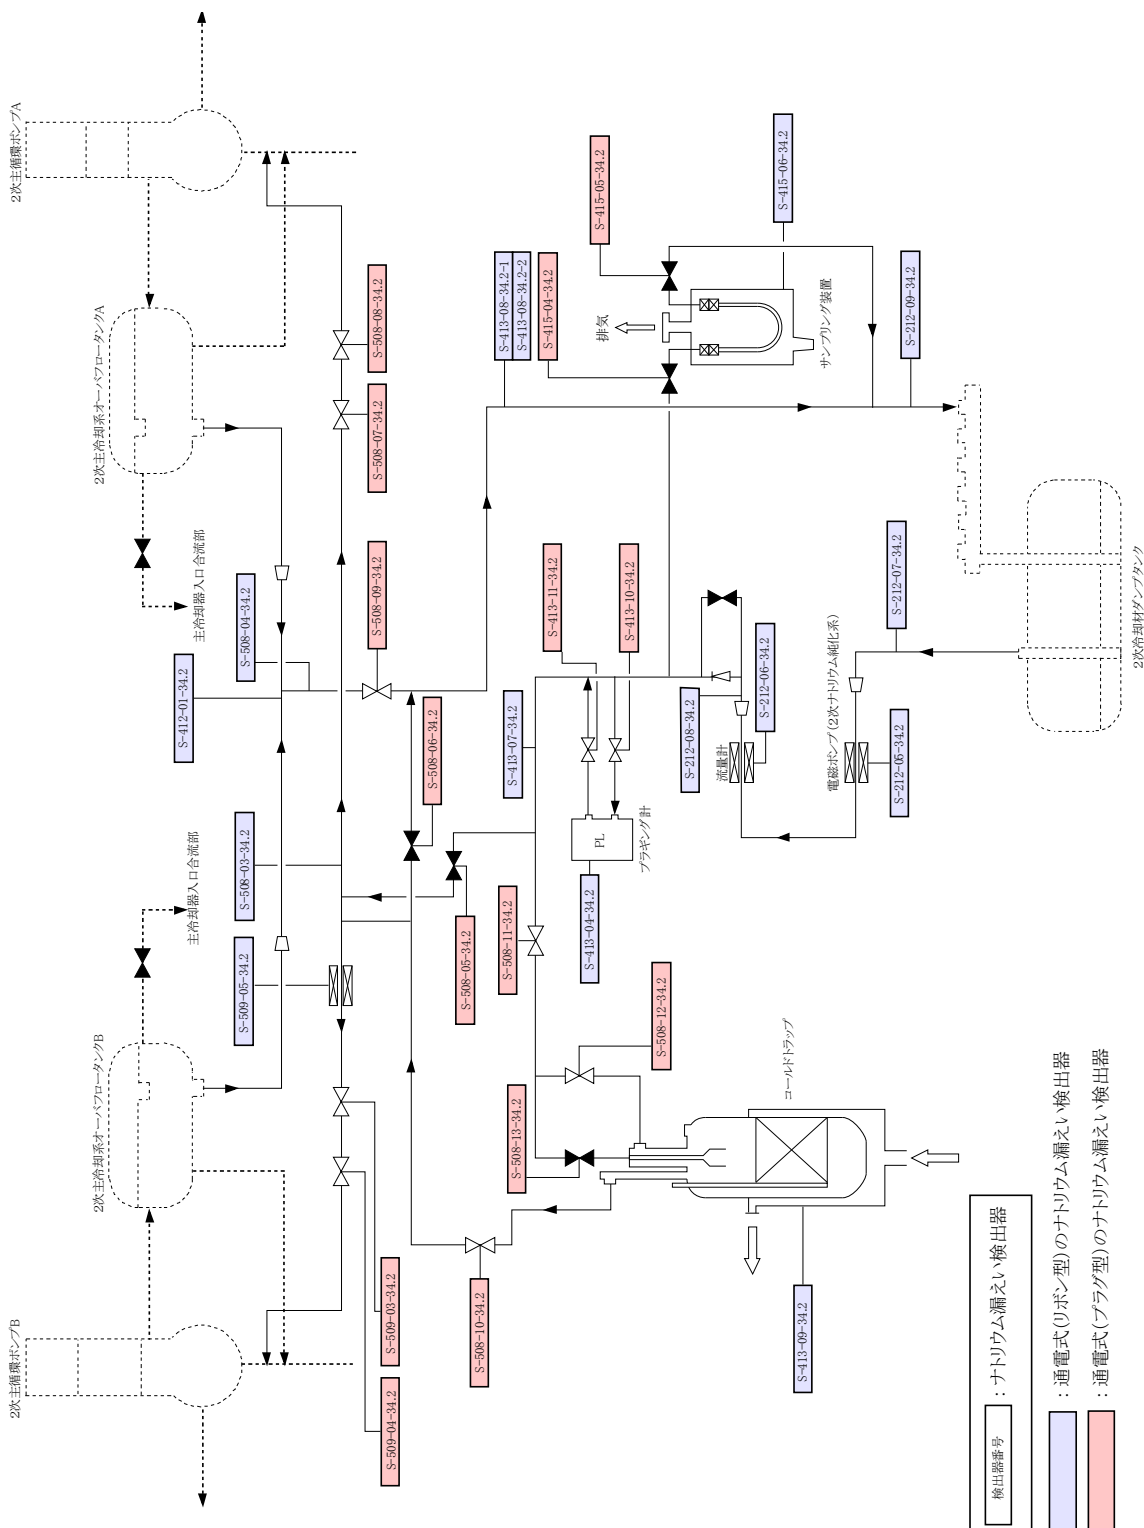 2次主循環ポンプA
2次冷却材ダンプタンク
2次主冷却系オーバフロータンクA
主冷却器入口合流部
S-412-01-34.2
S-508-04-34.2
S-508-09-34.2
S-508-07-34.2
S-508-08-34.2
S-413-08-34.2-1
S-413-08-34.2-2
S-415-04-34.2
S-415-05-34.2
S-415-06-34.2
排気
サンプリング装置
S-212-09-34.2
S-413-11-34.2
S-413-10-34.2
S-212-07-34.2
S-212-06-34.2
S-212-08-34.2
流量計
電磁ポンプ(2次ナトリウム純化系)
S-212-05-34.2
S-508-06-34.2
S-413-07-34.2
PL
プラギング計
S-413-04-34.2
主冷却器入口合流部
S-508-03-34.2
S-509-05-34.2
S-508-05-34.2
S-508-11-34.2
S-508-12-34.2
S-508-13-34.2
コールドトラップ
2次主冷却系オーバフロータンクB
2次主循環ポンプB
S-509-03-34.2
S-509-04-34.2
S-508-10-34.2
S-413-09-34.2
検出器番号
：ナトリウム漏えい検出器
：通電式(リボン型)のナトリウム漏えい検出器
：通電式(プラグ型)のナトリウム漏えい検出器